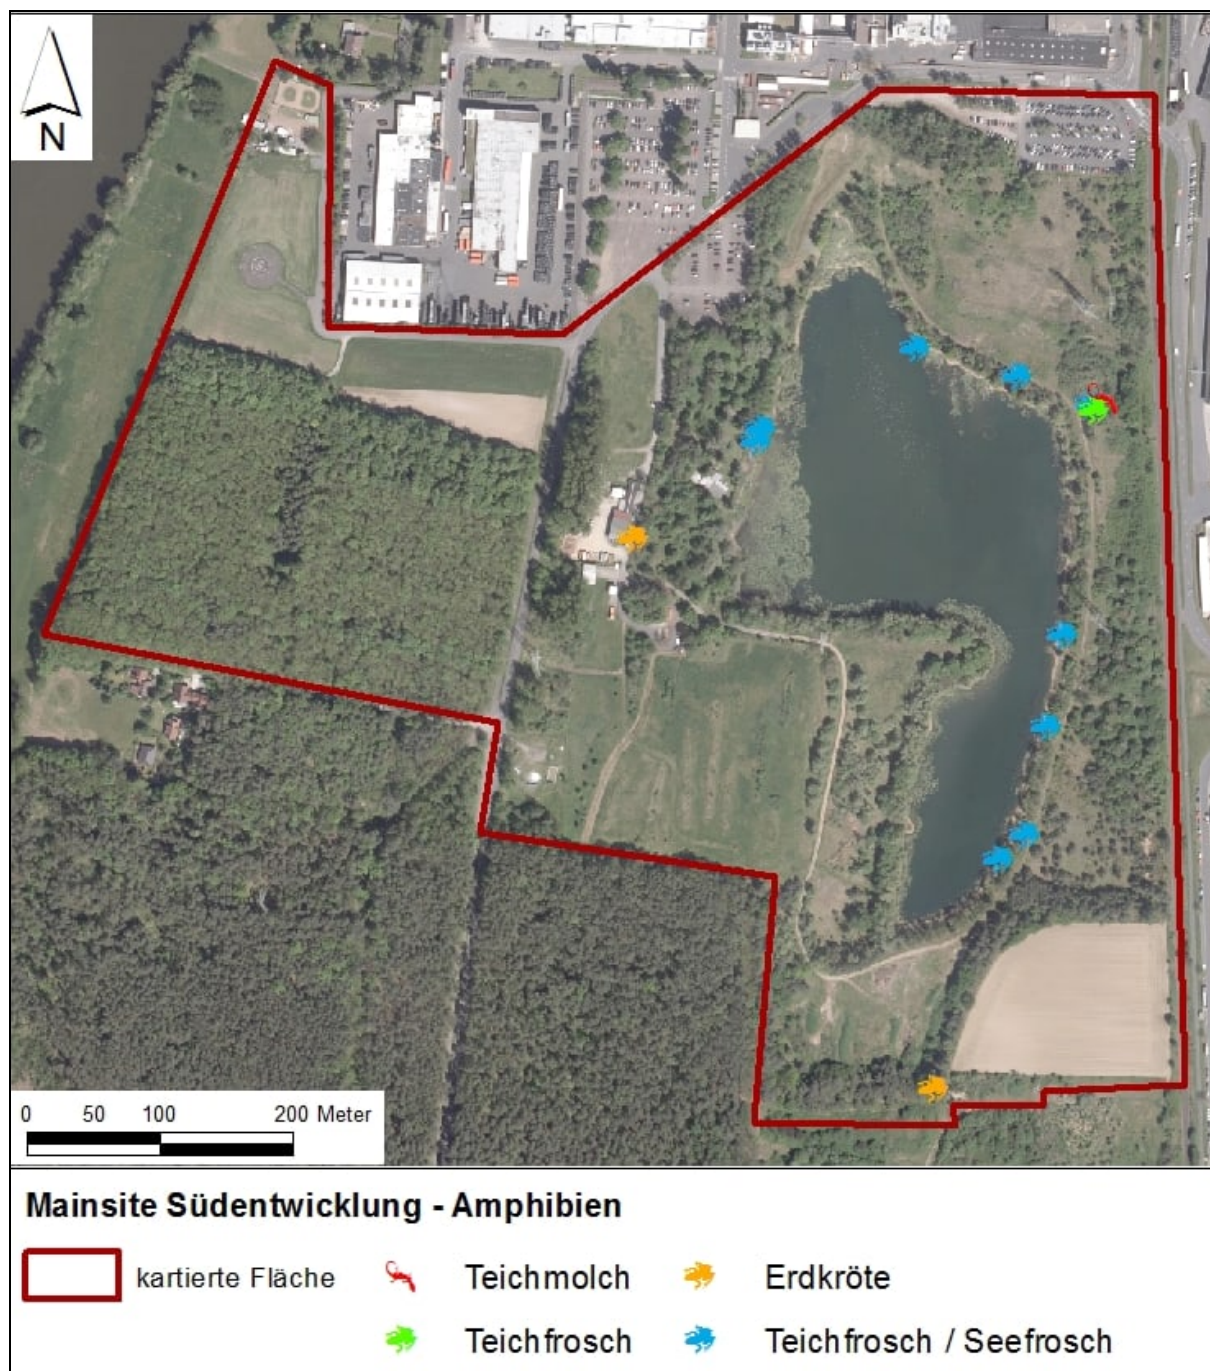 N
0 50 100 200 Meter
Mainsite Südentwicklung - Amphibien
kartierte Fläche
Teichmolch
Erdkröte
Teichfrosch
Teichfrosch / Seefrosch